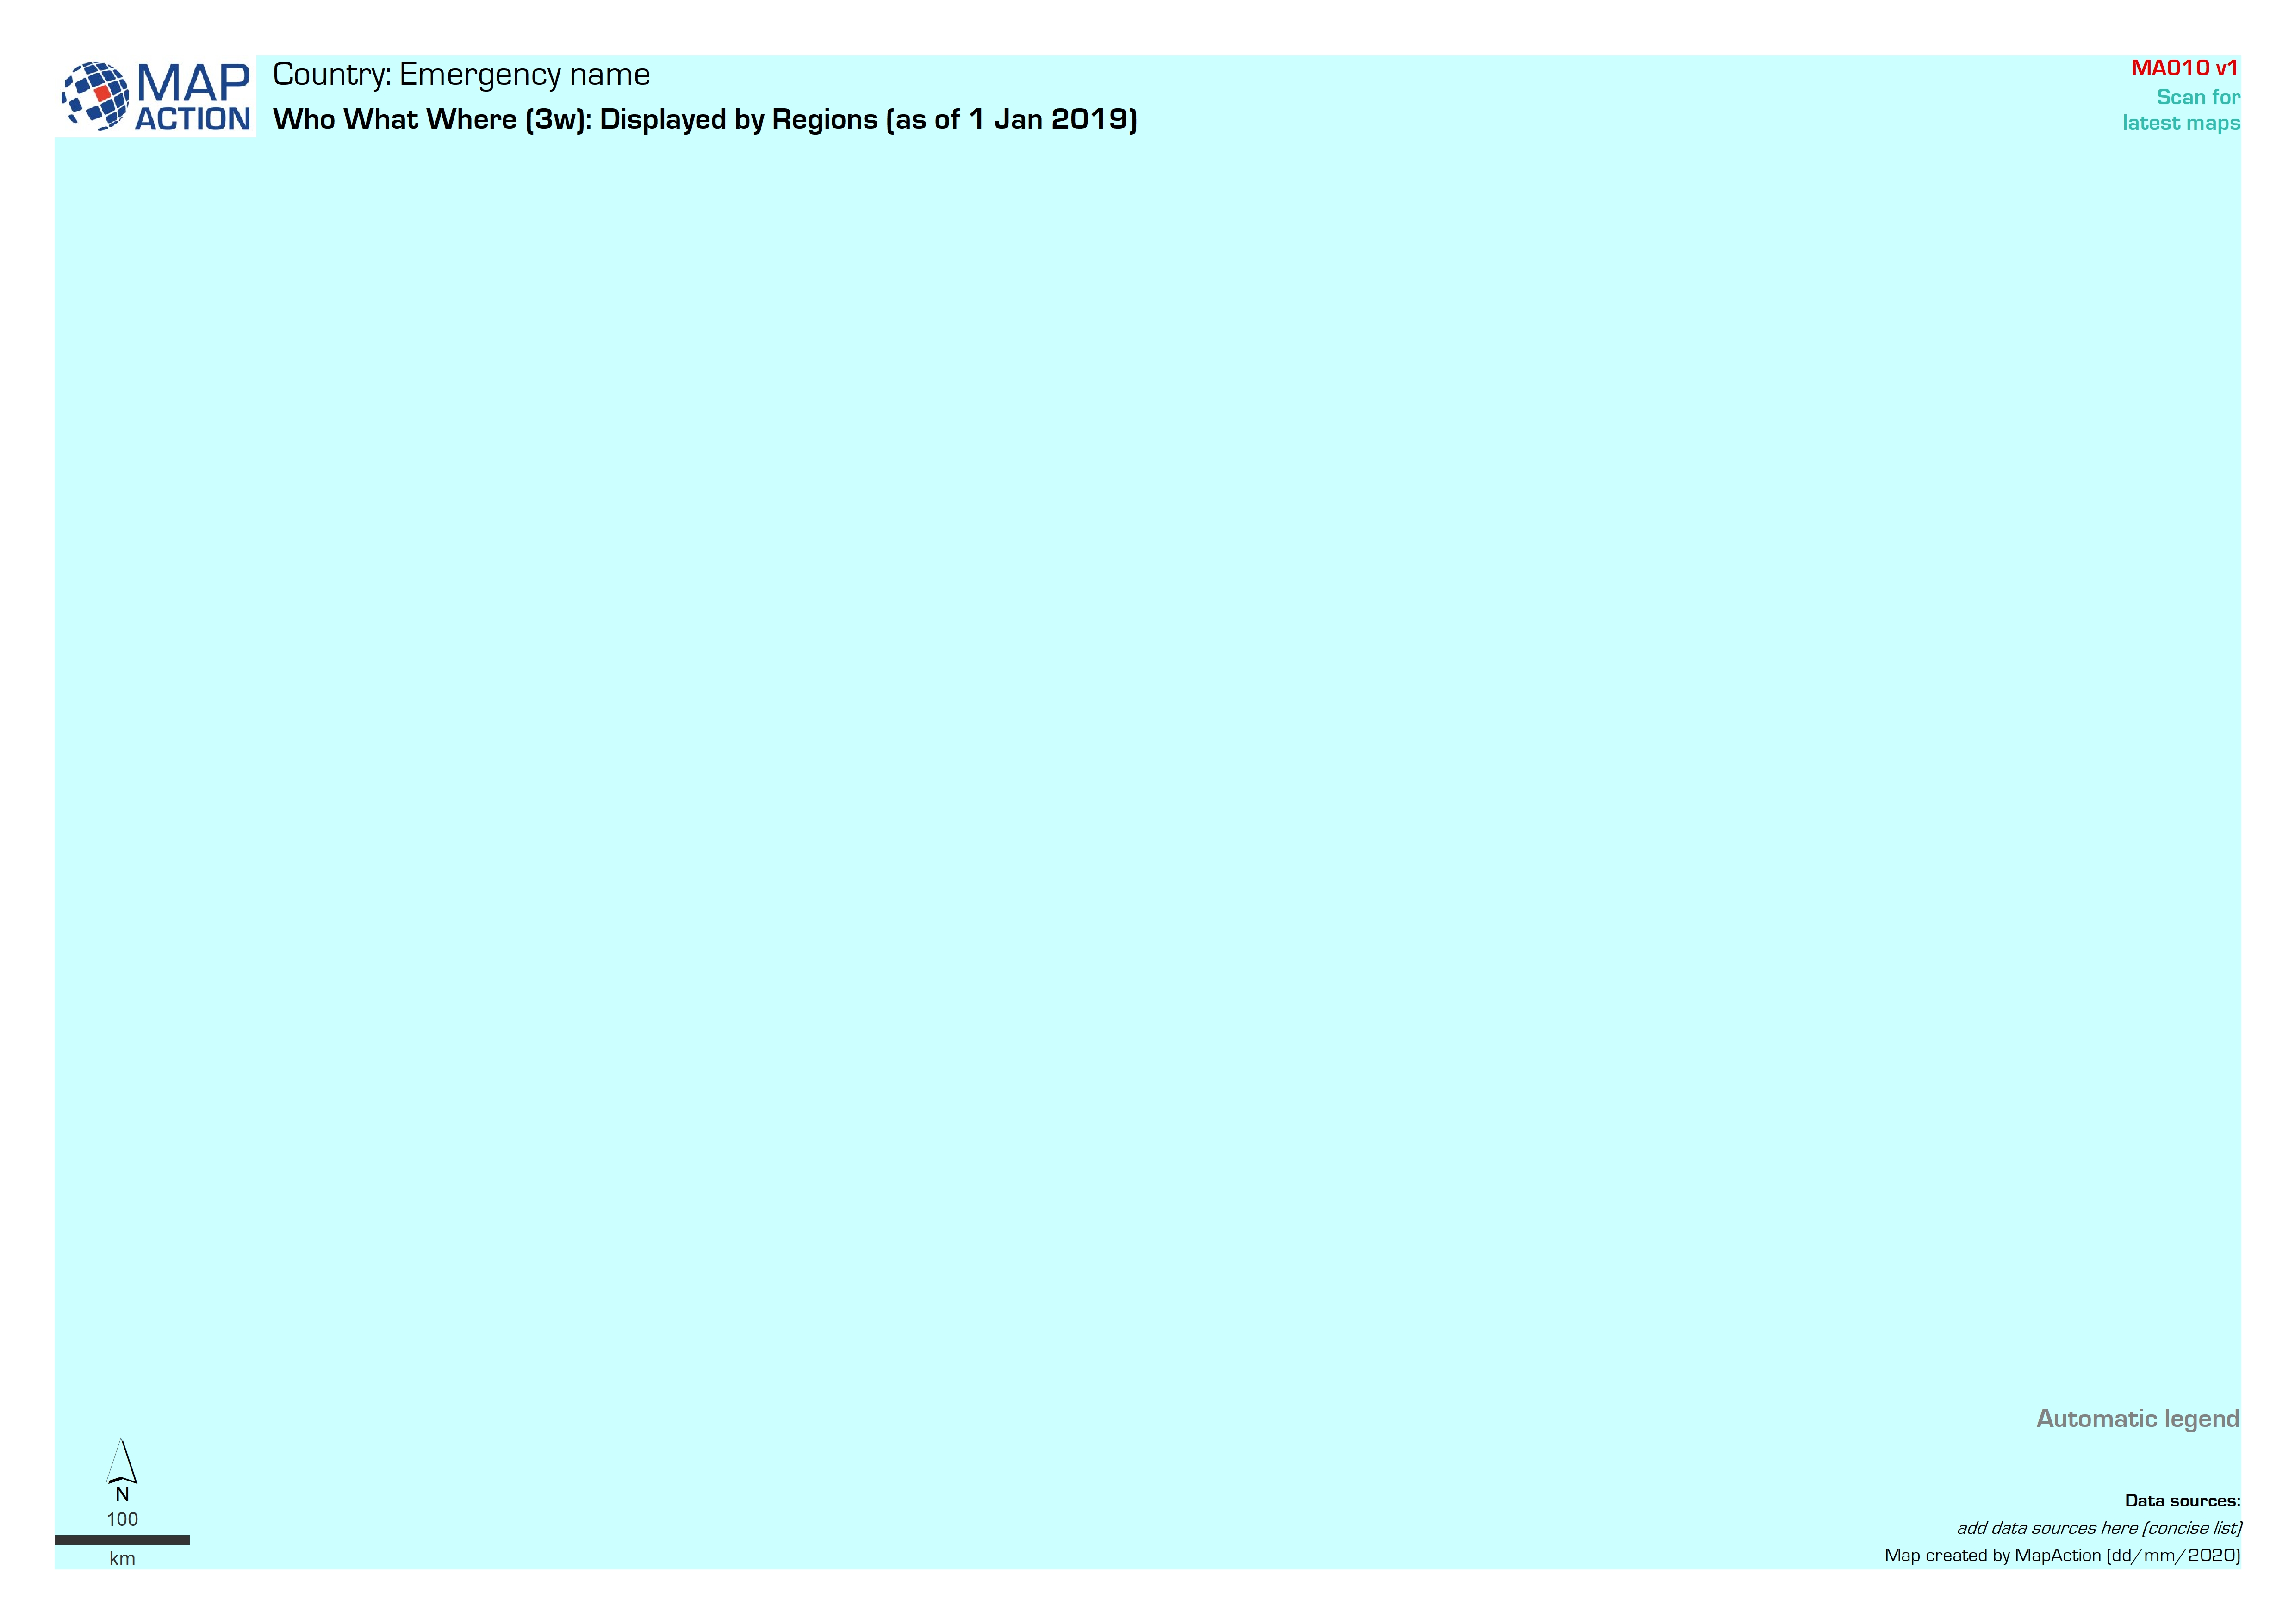 MAP
ACTION
Country: Emergency name
Who What Where (3w): Displayed by Regions (as of 1 Jan 2019)
MA010 v1
Scan for
latest maps
Automatic legend
N
100
km
Data sources:
add data sources here (concise list)
Map created by MapAction (dd/mm/2020)